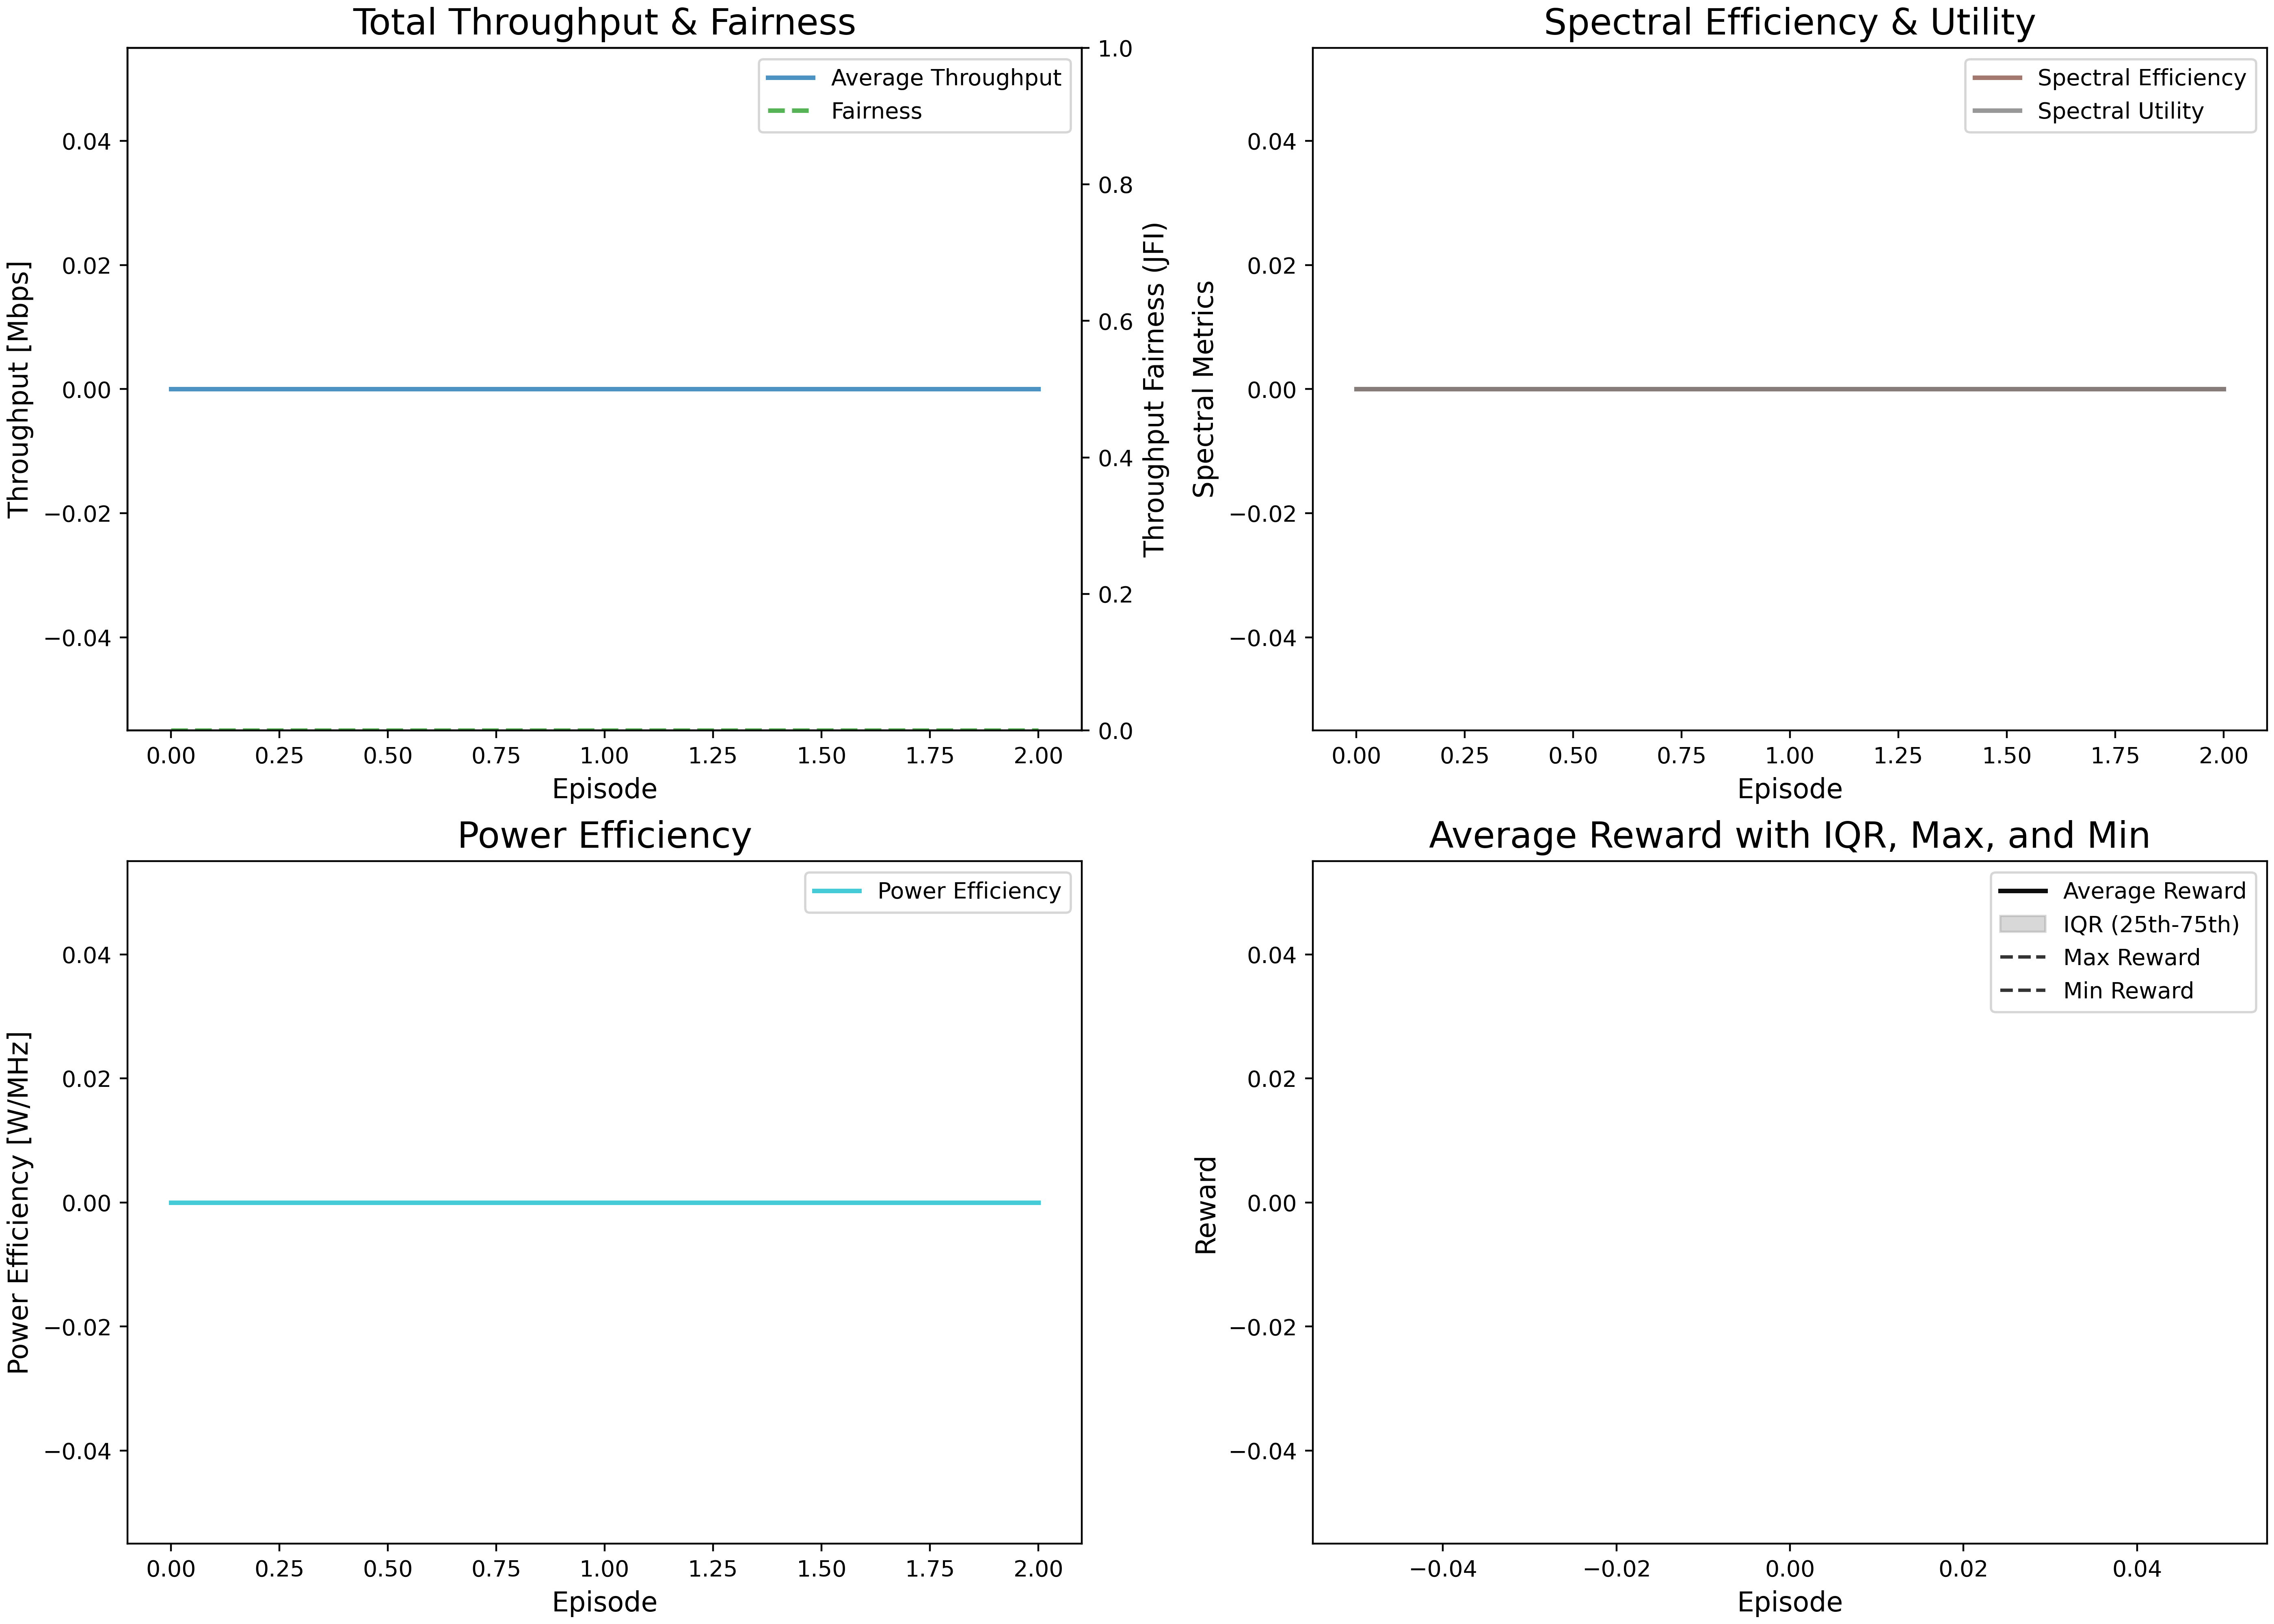 Total Throughput & Fairness
Average Throughput
Fairness
Throughput [Mbps]
0.04
0.02
0.00
−0.02
−0.04
1.0
0.8
0.6
0.4
0.2
0.0
Throughput Fairness (JFI)
0.00 0.25 0.50 0.75 1.00 1.25 1.50 1.75 2.00
Episode
Spectral Efficiency & Utility
Spectral Efficiency
Spectral Utility
Spectral Metrics
0.04
0.02
0.00
−0.02
−0.04
0.00 0.25 0.50 0.75 1.00 1.25 1.50 1.75 2.00
Episode
Power Efficiency
Power Efficiency
Power Efficiency [W/MHz]
0.04
0.02
0.00
−0.02
−0.04
0.00 0.25 0.50 0.75 1.00 1.25 1.50 1.75 2.00
Episode
Average Reward with IQR, Max, and Min
Average Reward
IQR (25th-75th)
Max Reward
Min Reward
Reward
0.04
0.02
0.00
−0.02
−0.04
−0.04 −0.02 0.00 0.02 0.04
Episode